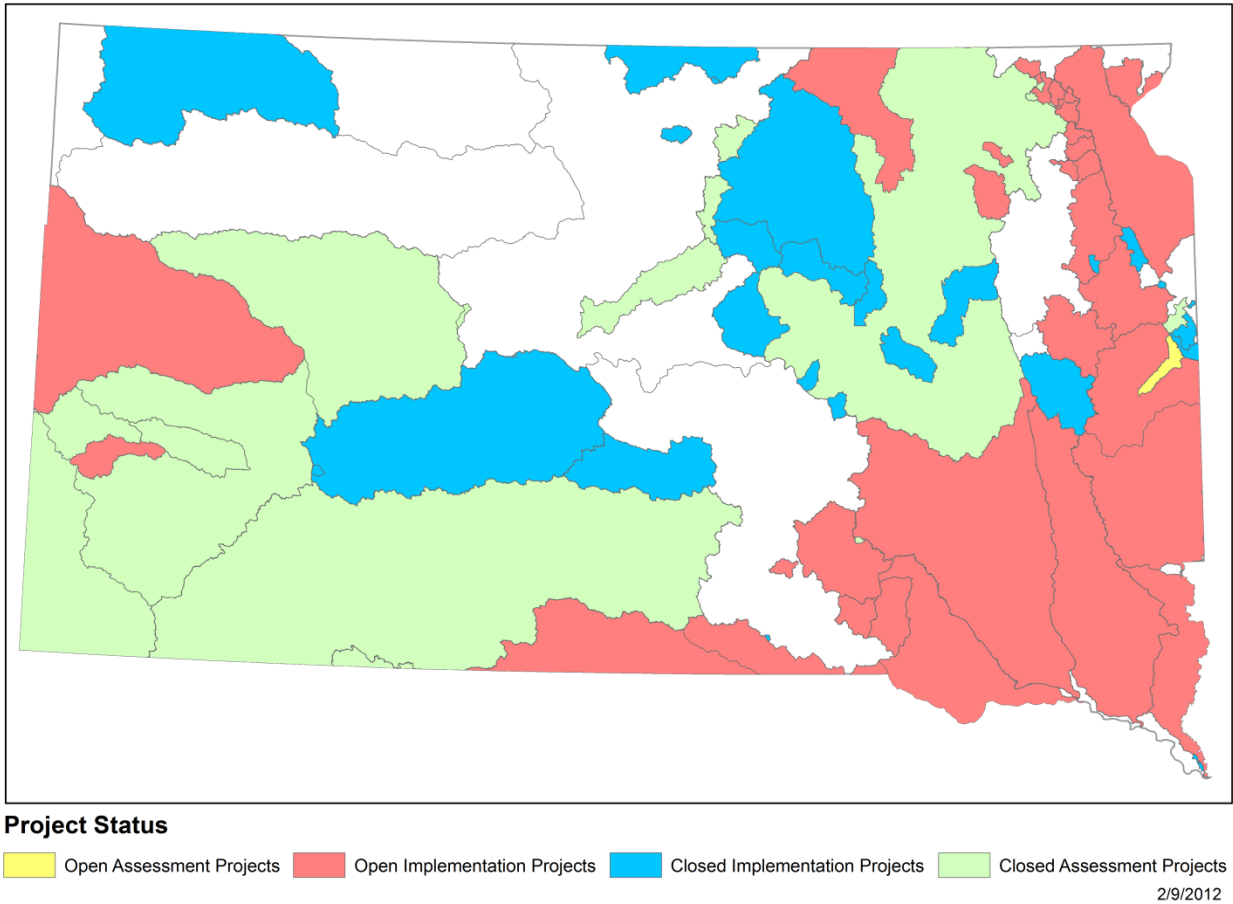 Project Status
Open Assessment Projects Open Implementation Projects Closed Implementation Projects Closed Assessment Projects
2/9/2012